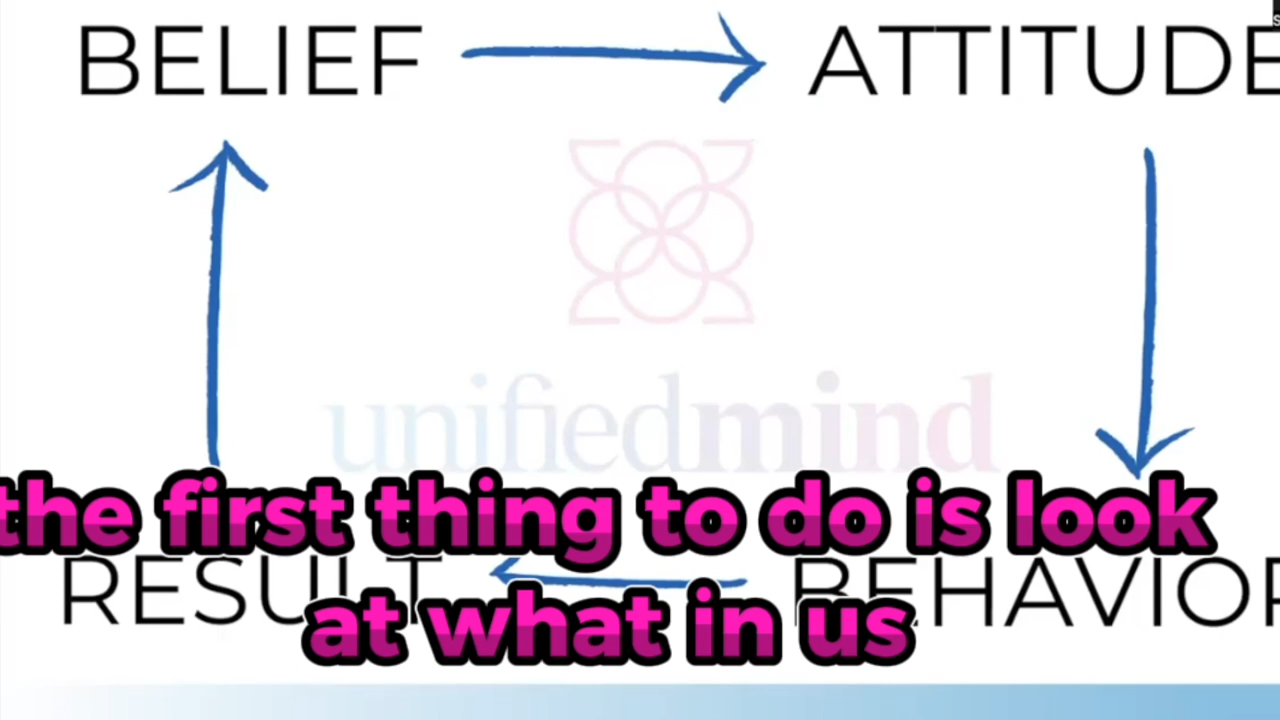 BELIEF ATTITUDE
unifiedmind
the first thing to do is look
RESULT BEHAVIOR
at what in us